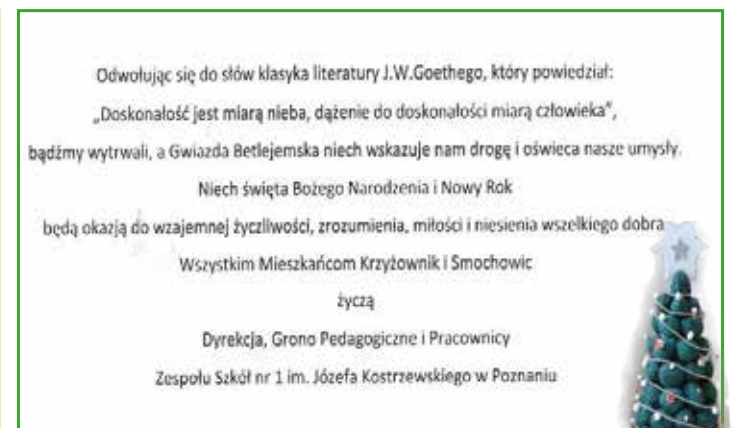 Odwołując się do słów klasyka literatury J.W.Goethego, który powiedział:
„Doskonałość jest miarą nieba, dążenie do doskonałości miarą człowieka”,
bądźmy wytrwali, a Gwiazda Betlejemska niech wskazuje nam drogę i oświeca nasze umysły.
Niech święta Bożego Narodzenia i Nowy Rok
będą okazją do wzajemnej życzliwości, zrozumienia, miłości i niesienia wszelkiego dobra
Wszystkim Mieszkańcom Krzyżownik i Smochowic
życzą
Dyrekcja, Grono Pedagogiczne i Pracownicy
Zespołu Szkół nr 1 im. Józefa Kostrzewskiego w Poznaniu